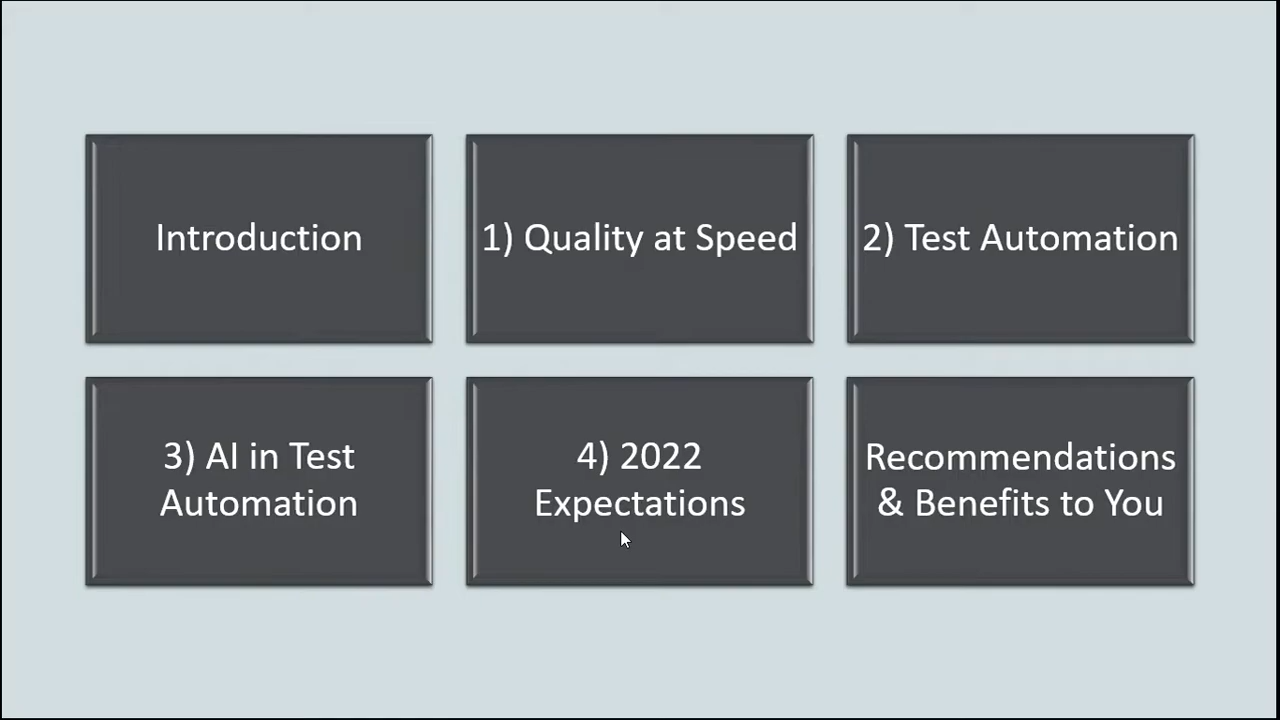 Introduction
1) Quality at Speed
2) Test Automation
3) AI in Test
Automation
4) 2022
Expectations
Recommendations
& Benefits to You